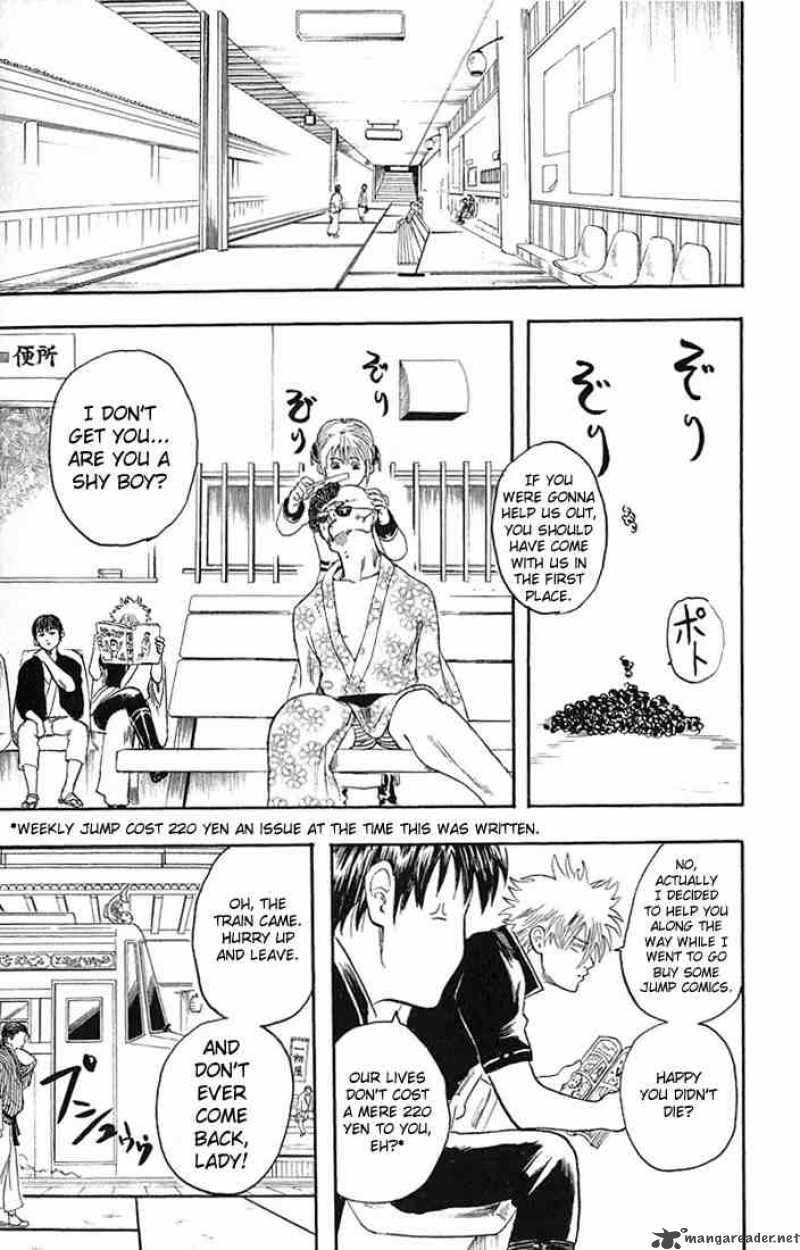 ぞり
ぞり
IF YOU
WERE GONNA
HELP US OUT,
YOU SHOULD
HAVE COME
WITH US IN
THE FIRST
PLACE.
ポト
便所
ぞり
ぞり
I DON'T
GET YOU...
ARE YOU A
SHY BOY?
*WEEKLY JUMP COST 220 YEN AN ISSUE AT THE TIME THIS WAS WRITTEN.
NO,
ACTUALLY
I DECIDED
TO HELP YOU
ALONG THE
WAY WHILE I
WENT TO GO
BUY SOME
JUMP COMICS.
HAPPY
YOU DIDN'T
DIE?
OUR LIVES
DON'T COST
A MERE 220
YEN TO YOU,
EH?*
OH, THE
TRAIN CAME.
HURRY UP
AND LEAVE.
AND
DON'T
EVER
COME
BACK,
LADY!
プシュウウ
mangareader.net